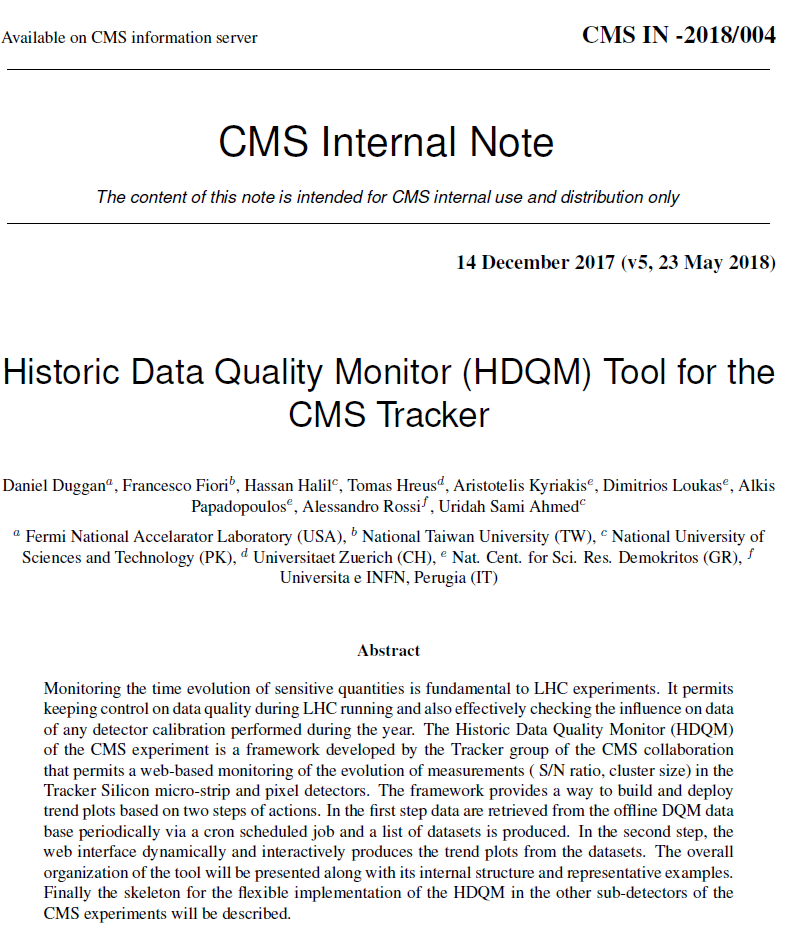 Available on CMS information server
CMS IN -2018/004
CMS Internal Note
The content of this note is intended for CMS internal use and distribution only
14 December 2017 (v5, 23 May 2018)
Historic Data Quality Monitor (HDQM) Tool for the
CMS Tracker
Daniel Duggan^a, Francesco Fiori^b, Hassan Halil^c, Tomas Hreus^d, Aristotelis Kyriakis^e, Dimitrios Loukas^e, Alkis
Papadopoulos^e, Alessandro Rossi^f, Uridah Sami Ahmed^c
^a Fermi National Accelarator Laboratory (USA), ^b National Taiwan University (TW), ^c National University of
Sciences and Technology (PK), ^d Universitaet Zuerich (CH), ^e Nat. Cent. for Sci. Res. Demokritos (GR), ^f
Universita e INFN, Perugia (IT)
Abstract
Monitoring the time evolution of sensitive quantities is fundamental to LHC experiments. It permits
keeping control on data quality during LHC running and also effectively checking the influence on data
of any detector calibration performed during the year. The Historic Data Quality Monitor (HDQM)
of the CMS experiment is a framework developed by the Tracker group of the CMS collaboration
that permits a web-based monitoring of the evolution of measurements ( S/N ratio, cluster size) in the
Tracker Silicon micro-strip and pixel detectors. The framework provides a way to build and deploy
trend plots based on two steps of actions. In the first step data are retrieved from the offline DQM data
base periodically via a cron scheduled job and a list of datasets is produced. In the second step, the
web interface dynamically and interactively produces the trend plots from the datasets. The overall
organization of the tool will be presented along with its internal structure and representative examples.
Finally the skeleton for the flexible implementation of the HDQM in the other sub-detectors of the
CMS experiments will be described.